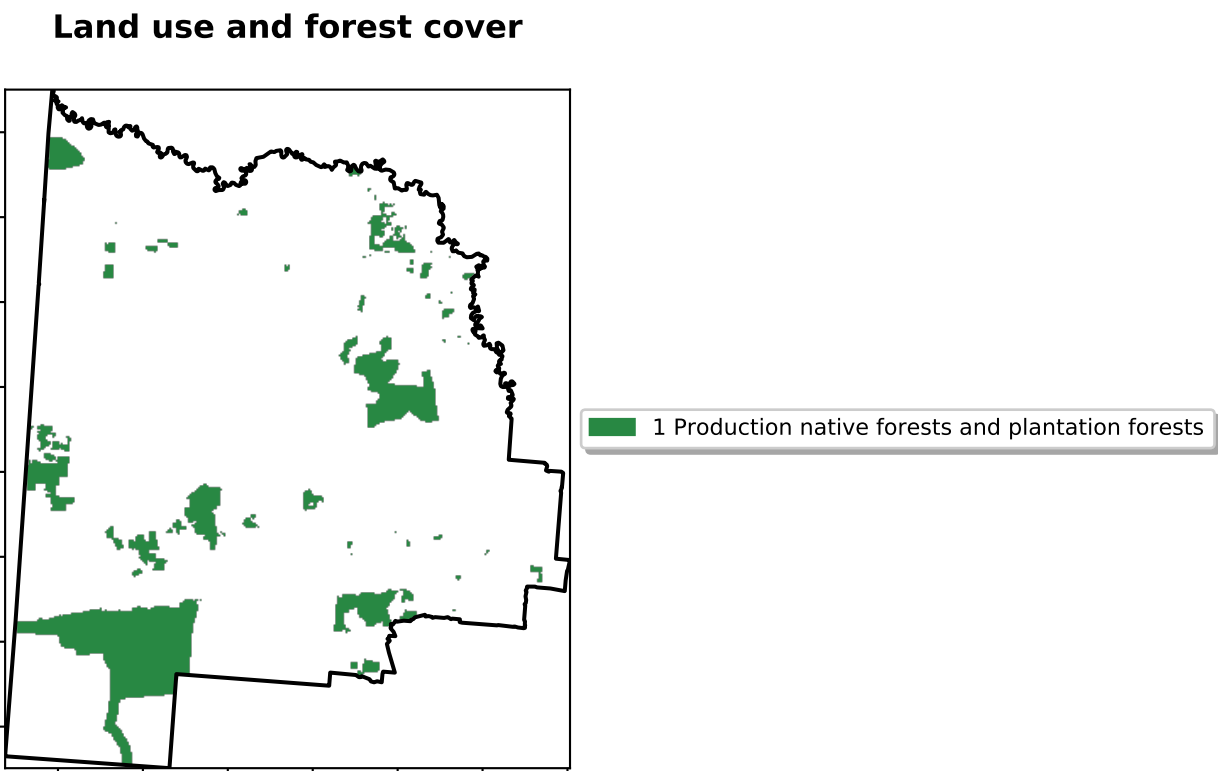 Land use and forest cover
1 Production native forests and plantation forests